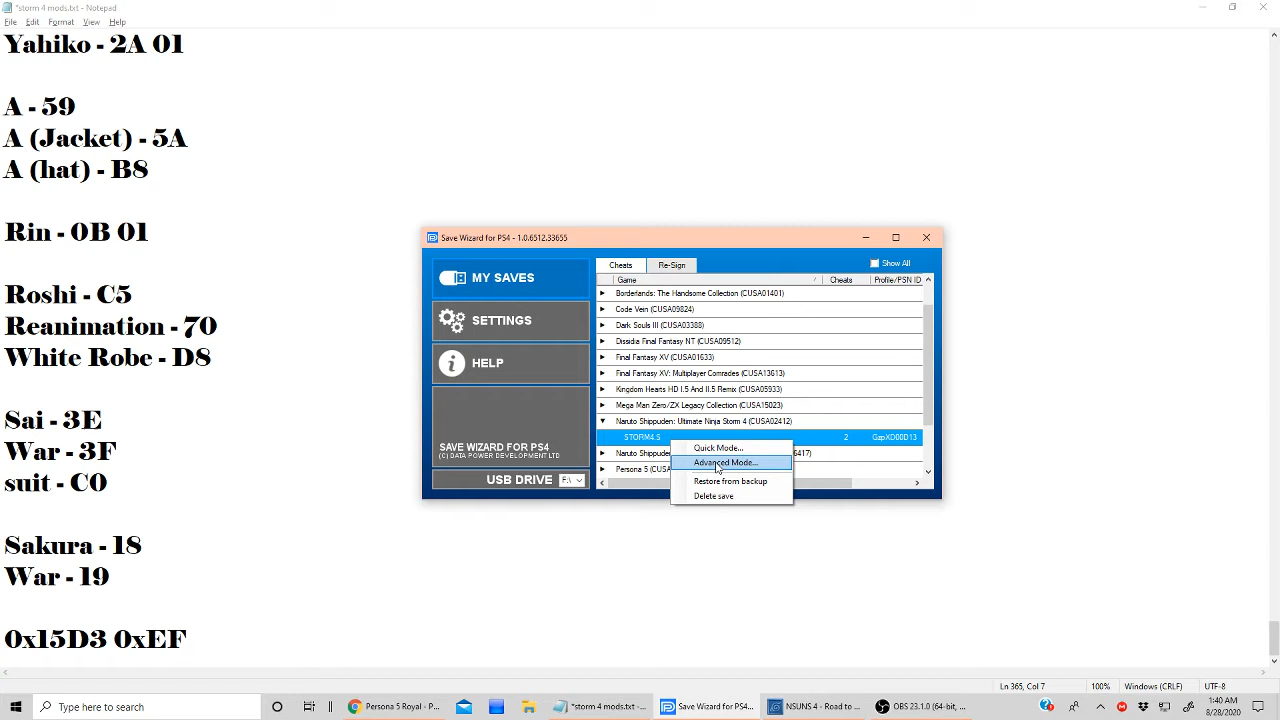 *storm 4 mods.txt - Notepad
File Edit Format View Help
Yahiko - 2A 01
A - 59
A (Jacket) - 5A
A (hat) - B8
Rin - 0B 01
Roshi - C5
Reanimation - 70
White Robe - D8
Sai - 3E
War - 3F
suit - C0
Sakura - 18
War - 19
0x15D3 0xEF
Save Wizard for PS4 - 1.0.6512.33655
MY SAVES
SETTINGS
HELP
SAVE WIZARD FOR PS4
(C) DATA POWER DEVELOPMENT LTD
USB DRIVE F:\
Cheats Re-Sign Show All
Game Cheats Profile/PSN ID
Borderlands: The Handsome Collection (CUSA01401)
Code Vein (CUSA09824)
Dark Souls III (CUSA03388)
Dissidia Final Fantasy NT (CUSA09512)
Final Fantasy XV (CUSA01633)
Final Fantasy XV: Multiplayer Comrades (CUSA13613)
Kingdom Hearts HD I.5 And II.5 Remix (CUSA05933)
Mega Man Zero/ZX Legacy Collection (CUSA15023)
Naruto Shippuden: Ultimate Ninja Storm 4 (CUSA02412)
STORM4.S 2 GzpXD00D13
Naruto Shippude 6417)
Persona 5 (CUSA
Quick Mode...
Advanced Mode...
Restore from backup
Delete save
Ln 365, Col 7 100% Windows (CRLF) UTF-8
Type here to search
Persona 5 Royal - P...
*storm 4 mods.txt -...
Save Wizard for PS4...
NSUNS 4 - Road to ...
OBS 23.1.0 (64-bit, ...
1:40 AM
8/28/2020